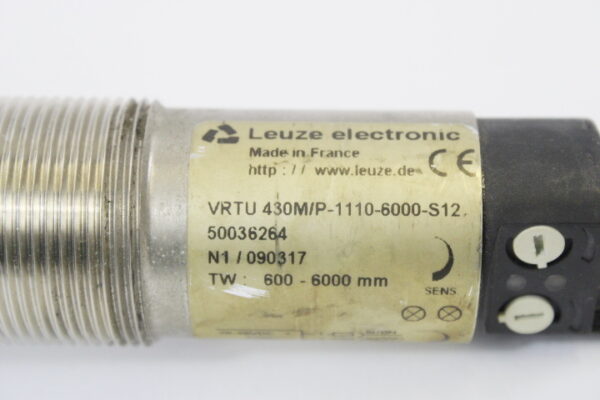 Leuze electronic
Made in France
http : / / www.leuze.de
CE
VRTU 430M/P-1110-6000-S12
50036264
N1 / 090317
TW : 600 - 6000 mm
SENS.